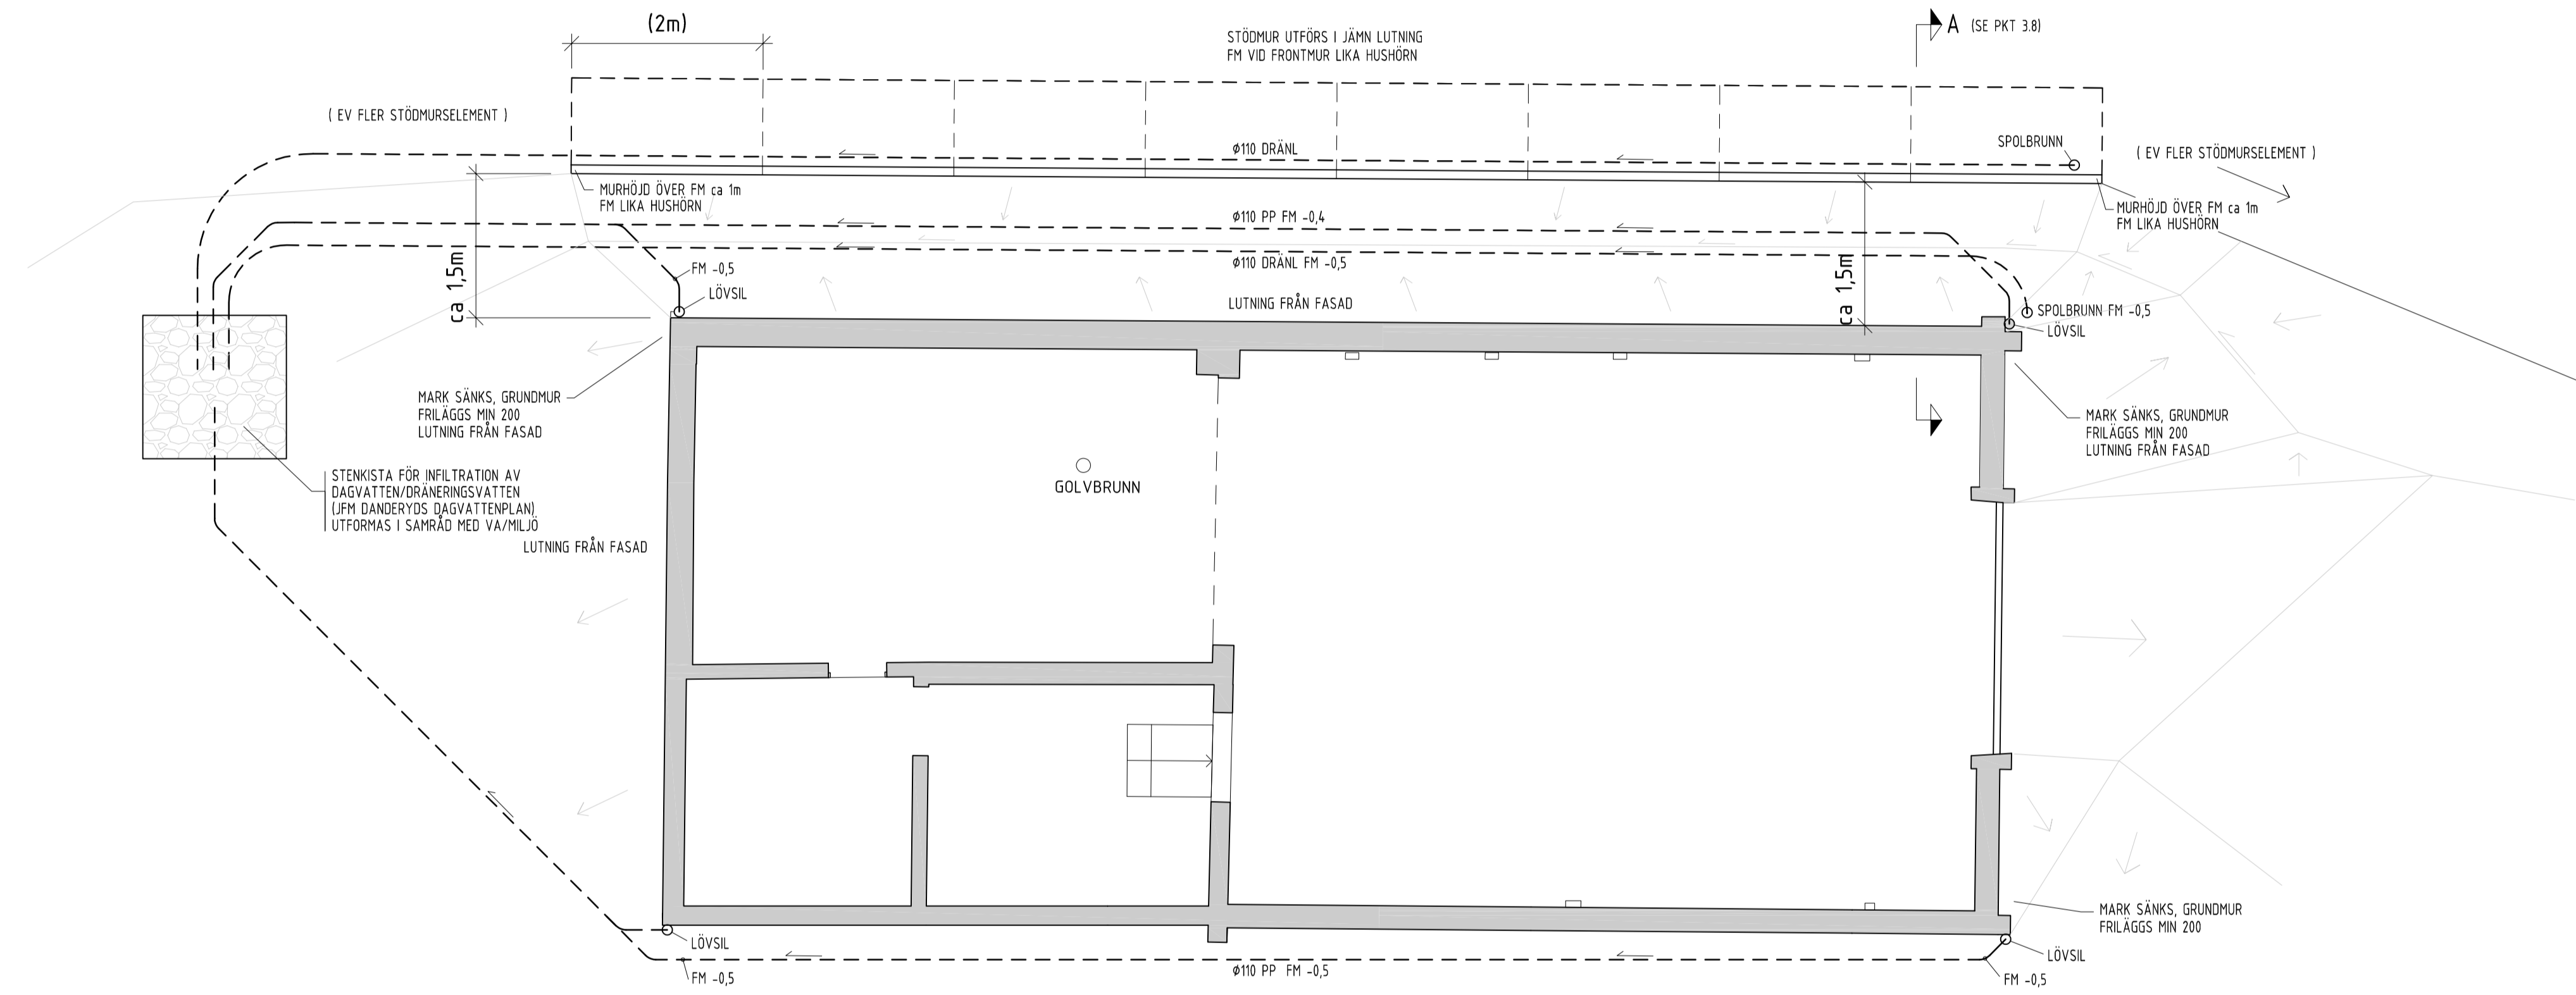 (2m)
STÖDMUR UTFÖRS I JÄMN LUTNING
FM VID FRONTMUR LIKA HUSHÖRN
A (SE PKT 3.8)
( EV FLER STÖDMURSELEMENT )
ø110 DRÄNL
SPOLBRUNN
( EV FLER STÖDMURSELEMENT )
MURHÖJD ÖVER FM ca 1m
FM LIKA HUSHÖRN
MURHÖJD ÖVER FM ca 1m
FM LIKA HUSHÖRN
ø110 PP FM -0,4
ca 1,5m
FM -0,5
LÖVSIL
ø110 DRÄNL FM -0,5
ca 1,5m
LUTNING FRÅN FASAD
SPOLBRUNN FM -0,5
LÖVSIL
MARK SÄNKS, GRUNDMUR
FRILÄGGS MIN 200
LUTNING FRÅN FASAD
MARK SÄNKS, GRUNDMUR
FRILÄGGS MIN 200
LUTNING FRÅN FASAD
STENKISTA FÖR INFILTRATION AV
DAGVATTEN/DRÄNERINGSVATTEN
(JFM DANDERYDS DAGVATTENPLAN)
UTFORMAS I SAMRÅD MED VA/MILJÖ
GOLVBRUNN
LUTNING FRÅN FASAD
MARK SÄNKS, GRUNDMUR
FRILÄGGS MIN 200
LÖVSIL
FM -0,5
ø110 PP FM -0,5
LÖVSIL
FM -0,5